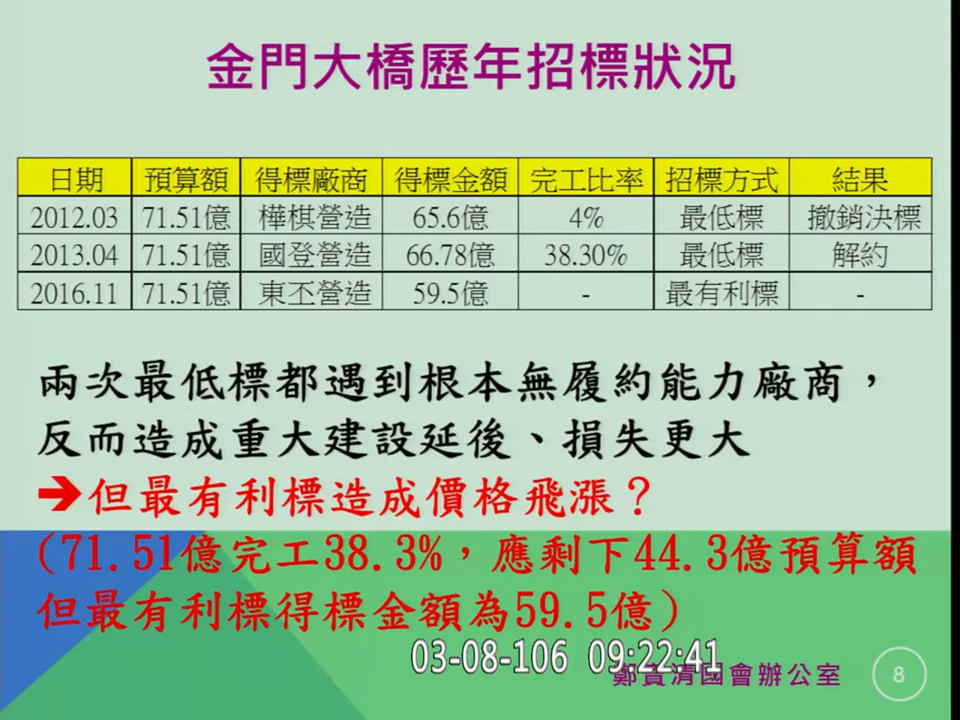 金門大橋歷年招標狀況
日期 預算額 得標廠商 得標金額 完工比率 招標方式 結果
2012.03 71.51億 樺棋營造 65.6億 4% 最低標 撤銷決標
2013.04 71.51億 國登營造 66.78億 38.30% 最低標 解約
2016.11 71.51億 東丕營造 59.5億 - 最有利標 -
兩次最低標都遇到根本無履約能力廠商，
反而造成重大建設延後、損失更大
➔但最有利標造成價格飛漲？
(71.51億完工38.3%，應剩下44.3億預算額
但最有利標得標金額為59.5億)
03-08-106 09:22:41
鄭寶清國會辦公室 8